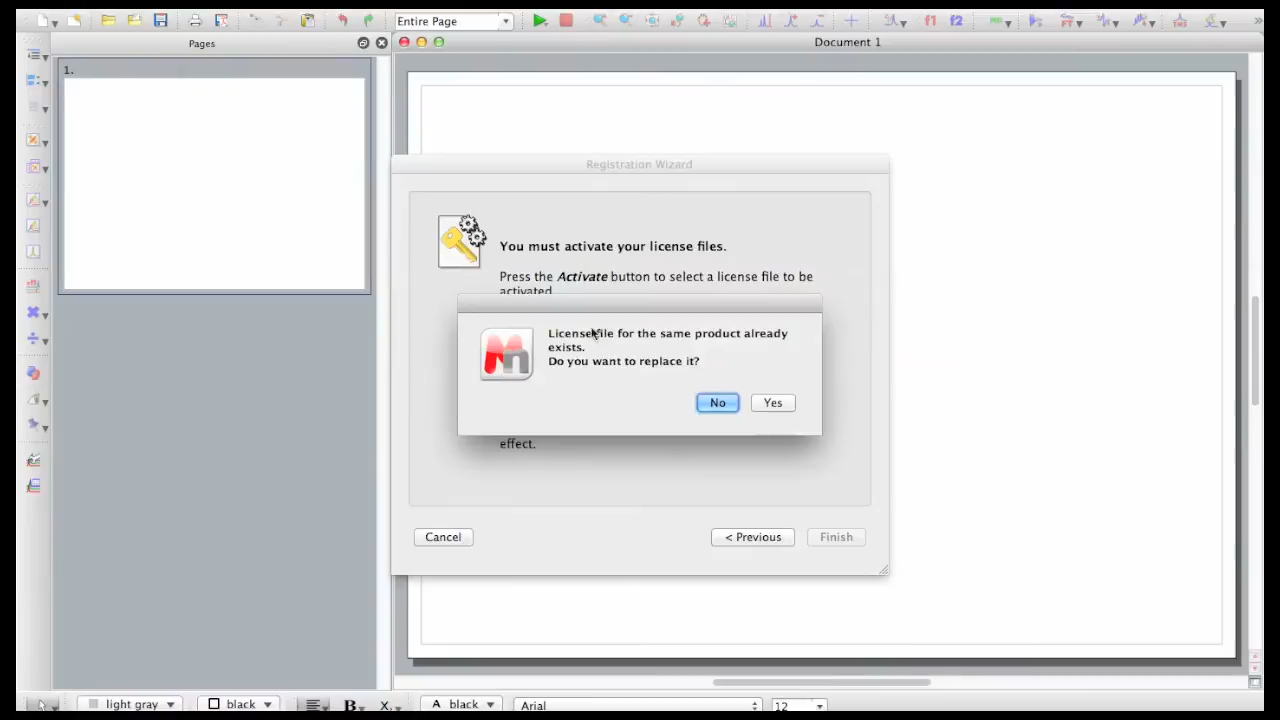 Entire Page
f1
f2
Pages
Document 1
1.
Registration Wizard
You must activate your license files.
Press the Activate button to select a license file to be
activated.
License file for the same product already
exists.
Do you want to replace it?
No
Yes
effect.
Cancel
< Previous
Finish
light gray
black
B
X
A black
Arial
12